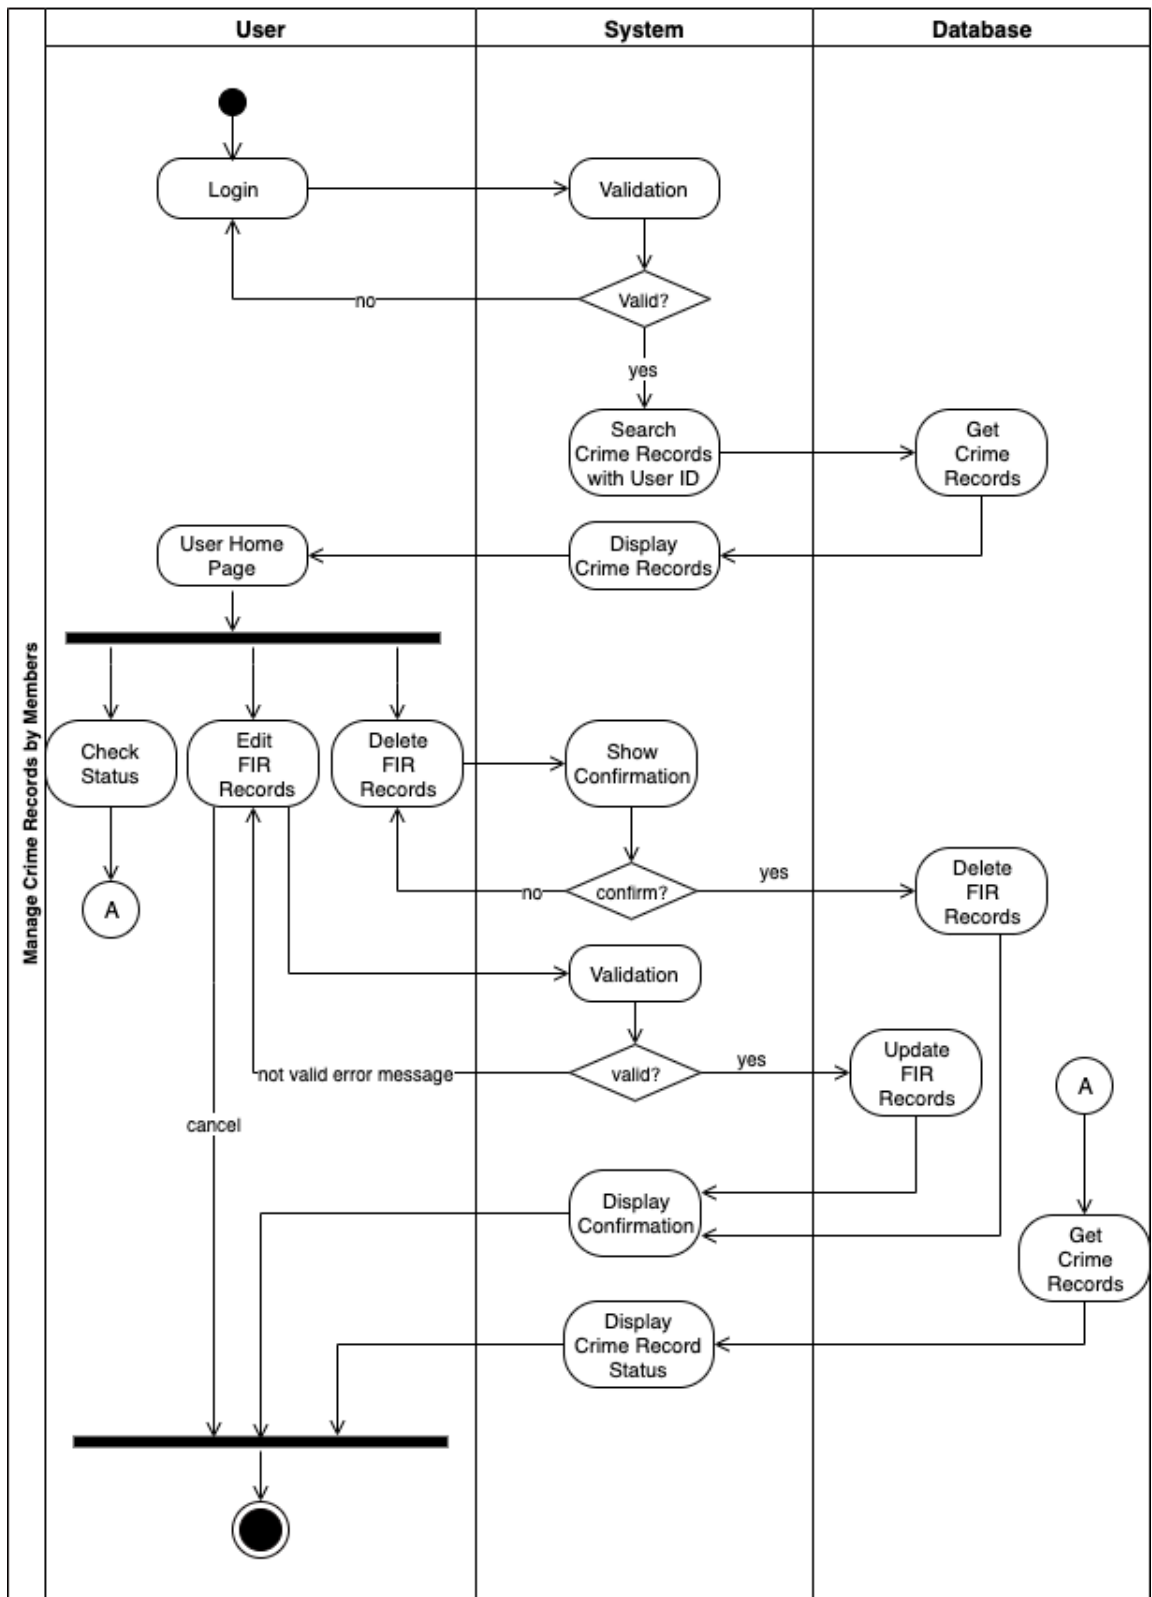 User
System
Database
Manage Crime Records by Members
Login
Validation
Valid?
no
yes
Search
Crime Records
with User ID
Get
Crime
Records
User Home
Page
Display
Crime Records
Check
Status
Edit
FIR
Records
Delete
FIR
Records
Show
Confirmation
A
no
confirm?
yes
Delete
FIR
Records
Validation
not valid error message
valid?
yes
Update
FIR
Records
A
cancel
Display
Confirmation
Get
Crime
Records
Display
Crime Record
Status